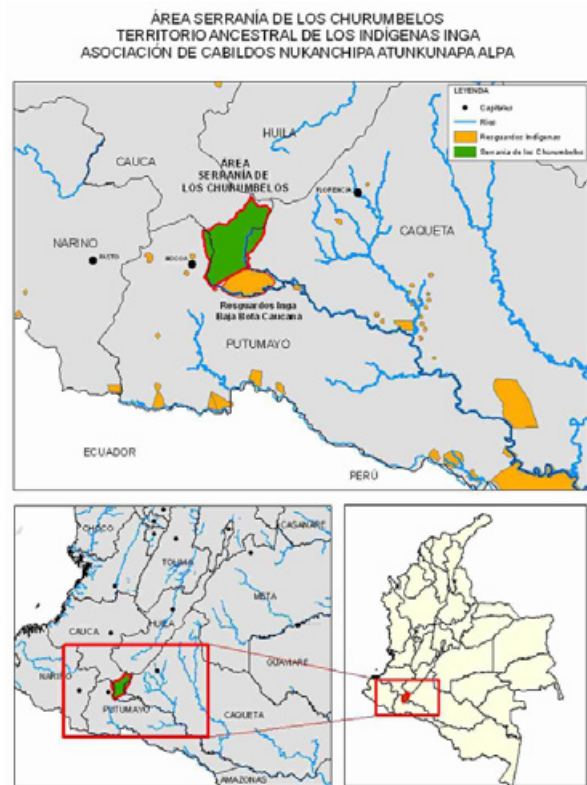 ÁREA SERRANÍA DE LOS CHURUMBELOS
TERRITORIO ANCESTRAL DE LOS INDÍGENAS INGA
ASOCIACIÓN DE CABILDOS NUKANCHIPA ATUNKUNAPA ALPA
LEYENDA
Capitales
Ríos
Resguardos Indígenas
Serranía de los Churumbelos
HUILA
CAUCA
ÁREA
SERRANÍA DE
LOS CHURUMBELOS
FLORENCIA
CAQUETA
NARINO
PASTO
MOCOA
Resguardos Inga
Baja Bota Caucana
PUTUMAYO
ECUADOR
PERÚ
CHOCO
CASANARE
TOLIMA
META
CAUCA
HUILA
GUAVIARE
NARIÑO
PUTUMAYO
CAQUETA
AMAZONAS